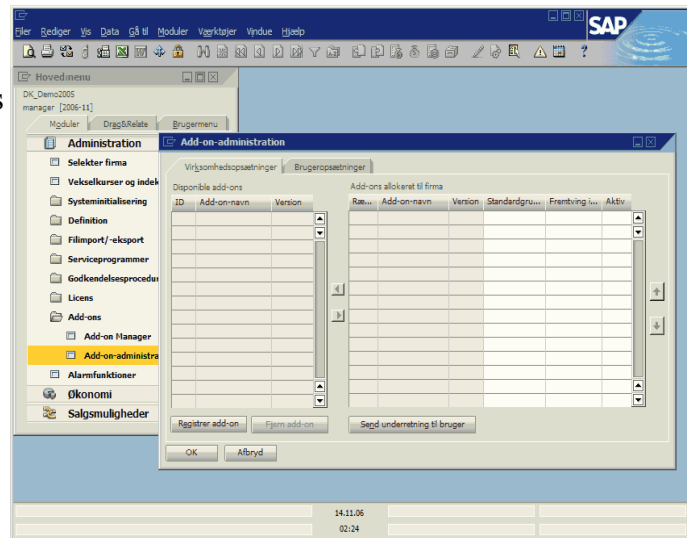 SAP
Filer Rediger Vis Data Gå til Moduler Værktøjer Vindue Hjælp
Hovedmenu
DK_Demo2005
manager [2006-11]
Moduler Drag&Relate Brugermenu
Administration
Selekter firma
Vekselkurser og indek
Systeminitialisering
Definition
Filimport/-eksport
Serviceprogrammer
Godkendelsesprocedur
Licens
Add-ons
Add-on Manager
Add-on-administra
Alarmfunktioner
Økonomi
Salgsmuligheder
Add-on-administration
Virksomhedsopsætninger Brugeropsætninger
Disponible add-ons Add-ons allokeret til firma
ID Add-on-navn Version Ræ... Add-on-navn Version Standardgru... Fremtving i... Aktiv
Registrer add-on Fjern add-on Send underretning til bruger
OK Afbryd
14.11.06
02:24
s